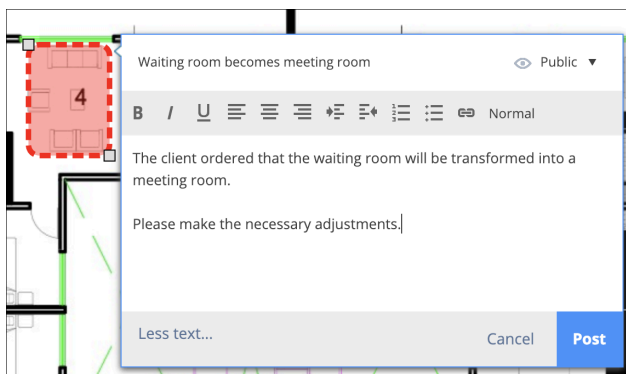 Waiting room becomes meeting room
Public
4
B I U Normal
The client ordered that the waiting room will be transformed into a
meeting room.
Please make the necessary adjustments.
Less text...
Cancel
Post